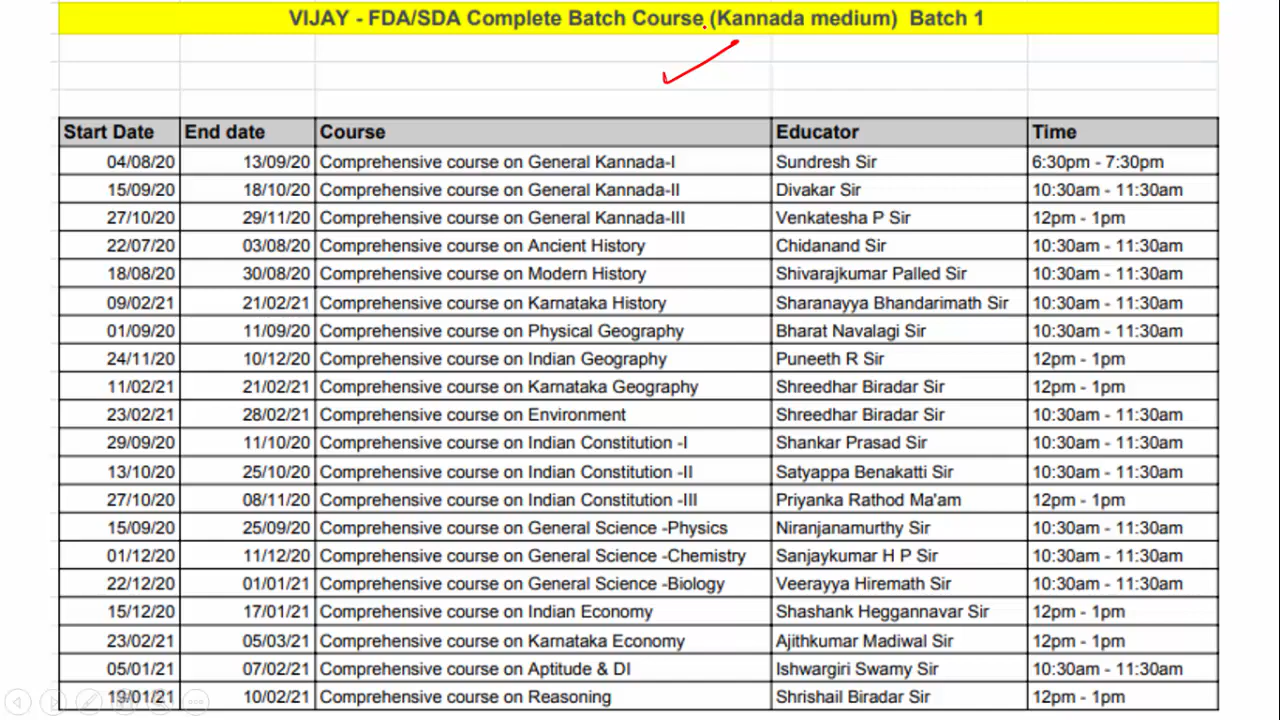 VIJAY - FDA/SDA Complete Batch Course (Kannada medium) Batch 1
Start Date End date Course Educator Time
04/08/20 13/09/20 Comprehensive course on General Kannada-I Sundresh Sir 6:30pm - 7:30pm
15/09/20 18/10/20 Comprehensive course on General Kannada-II Divakar Sir 10:30am - 11:30am
27/10/20 29/11/20 Comprehensive course on General Kannada-III Venkatesha P Sir 12pm - 1pm
22/07/20 03/08/20 Comprehensive course on Ancient History Chidanand Sir 10:30am - 11:30am
18/08/20 30/08/20 Comprehensive course on Modern History Shivarajkumar Palled Sir 10:30am - 11:30am
09/02/21 21/02/21 Comprehensive course on Karnataka History Sharanayya Bhandarimath Sir 10:30am - 11:30am
01/09/20 11/09/20 Comprehensive course on Physical Geography Bharat Navalagi Sir 10:30am - 11:30am
24/11/20 10/12/20 Comprehensive course on Indian Geography Puneeth R Sir 12pm - 1pm
11/02/21 21/02/21 Comprehensive course on Karnataka Geography Shreedhar Biradar Sir 12pm - 1pm
23/02/21 28/02/21 Comprehensive course on Environment Shreedhar Biradar Sir 10:30am - 11:30am
29/09/20 11/10/20 Comprehensive course on Indian Constitution -I Shankar Prasad Sir 10:30am - 11:30am
13/10/20 25/10/20 Comprehensive course on Indian Constitution -II Satyappa Benakatti Sir 10:30am - 11:30am
27/10/20 08/11/20 Comprehensive course on Indian Constitution -III Priyanka Rathod Ma'am 12pm - 1pm
15/09/20 25/09/20 Comprehensive course on General Science -Physics Niranjanamurthy Sir 10:30am - 11:30am
01/12/20 11/12/20 Comprehensive course on General Science -Chemistry Sanjaykumar H P Sir 10:30am - 11:30am
22/12/20 01/01/21 Comprehensive course on General Science -Biology Veerayya Hiremath Sir 10:30am - 11:30am
15/12/20 17/01/21 Comprehensive course on Indian Economy Shashank Heggannavar Sir 12pm - 1pm
23/02/21 05/03/21 Comprehensive course on Karnataka Economy Ajithkumar Madiwal Sir 12pm - 1pm
05/01/21 07/02/21 Comprehensive course on Aptitude & DI Ishwargiri Swamy Sir 10:30am - 11:30am
19/01/21 10/02/21 Comprehensive course on Reasoning Shrishail Biradar Sir 12pm - 1pm